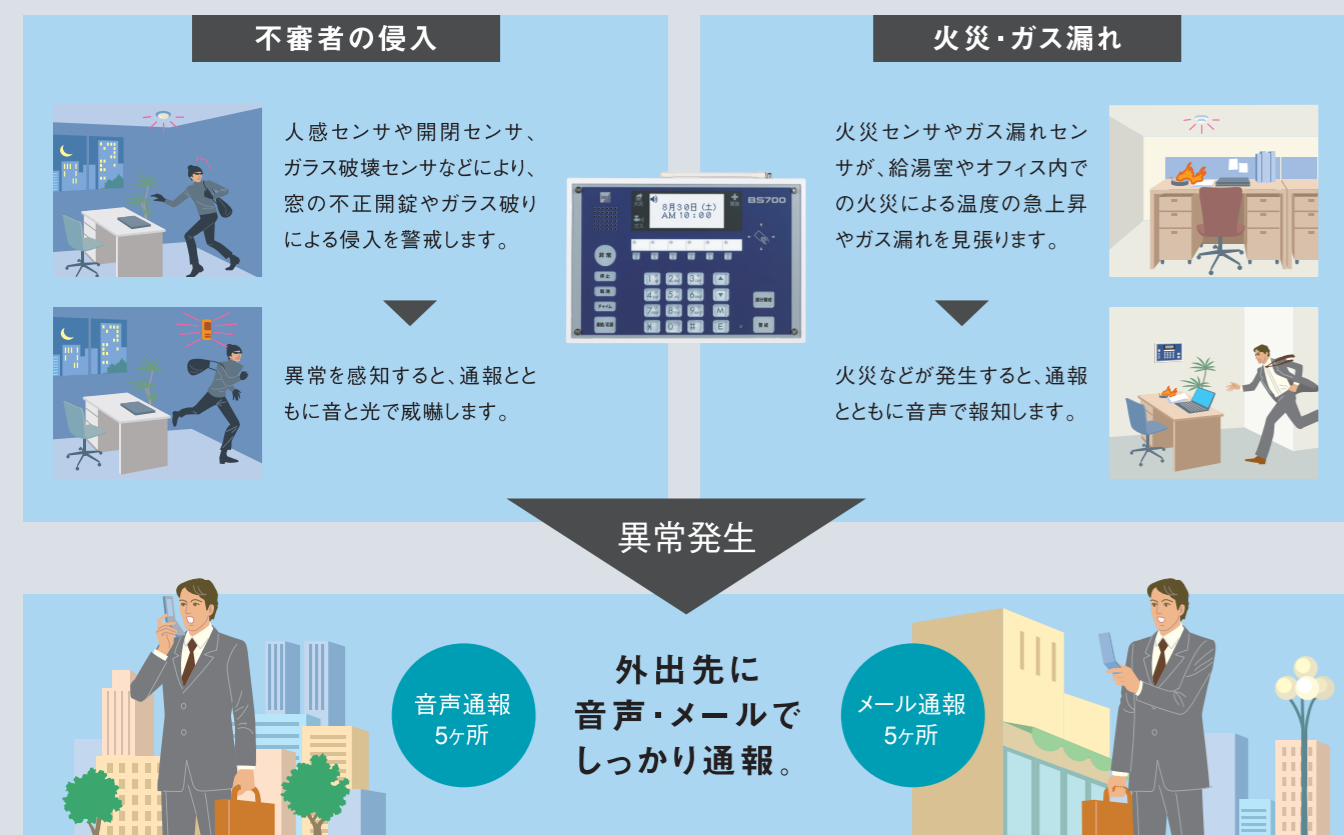 不審者の侵入
人感センサや開閉センサ、
ガラス破壊センサなどにより、
窓の不正開錠やガラス破り
による侵入を警戒します。
異常を感知すると、通報とと
もに音と光で威嚇します。
BS700
8月30日(土)
AM 10:00
非常
停止
チャイム
警戒
火災・ガス漏れ
火災センサやガス漏れセン
サが、給湯室やオフィス内で
の火災による温度の急上昇
やガス漏れを見張ります。
火災などが発生すると、通報
とともに音声で報知します。
異常発生
音声通報
5ヶ所
外出先に
音声・メールで
しっかり通報。
メール通報
5ヶ所